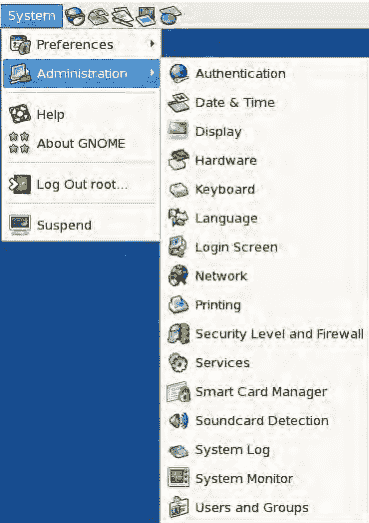 System
Preferences
Administration
Help
About GNOME
Log Out root...
Suspend
Authentication
Date & Time
Display
Hardware
Keyboard
Language
Login Screen
Network
Printing
Security Level and Firewall
Services
Smart Card Manager
Soundcard Detection
System Log
System Monitor
Users and Groups